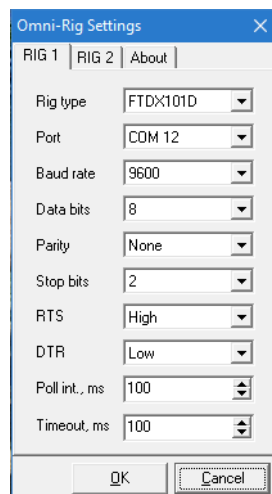 Omni-Rig Settings
RIG 1 RIG 2 About
Rig type FTDX101D
Port COM 12
Baud rate 9600
Data bits 8
Parity None
Stop bits 2
RTS High
DTR Low
Poll int., ms 100
Timeout, ms 100
OK Cancel